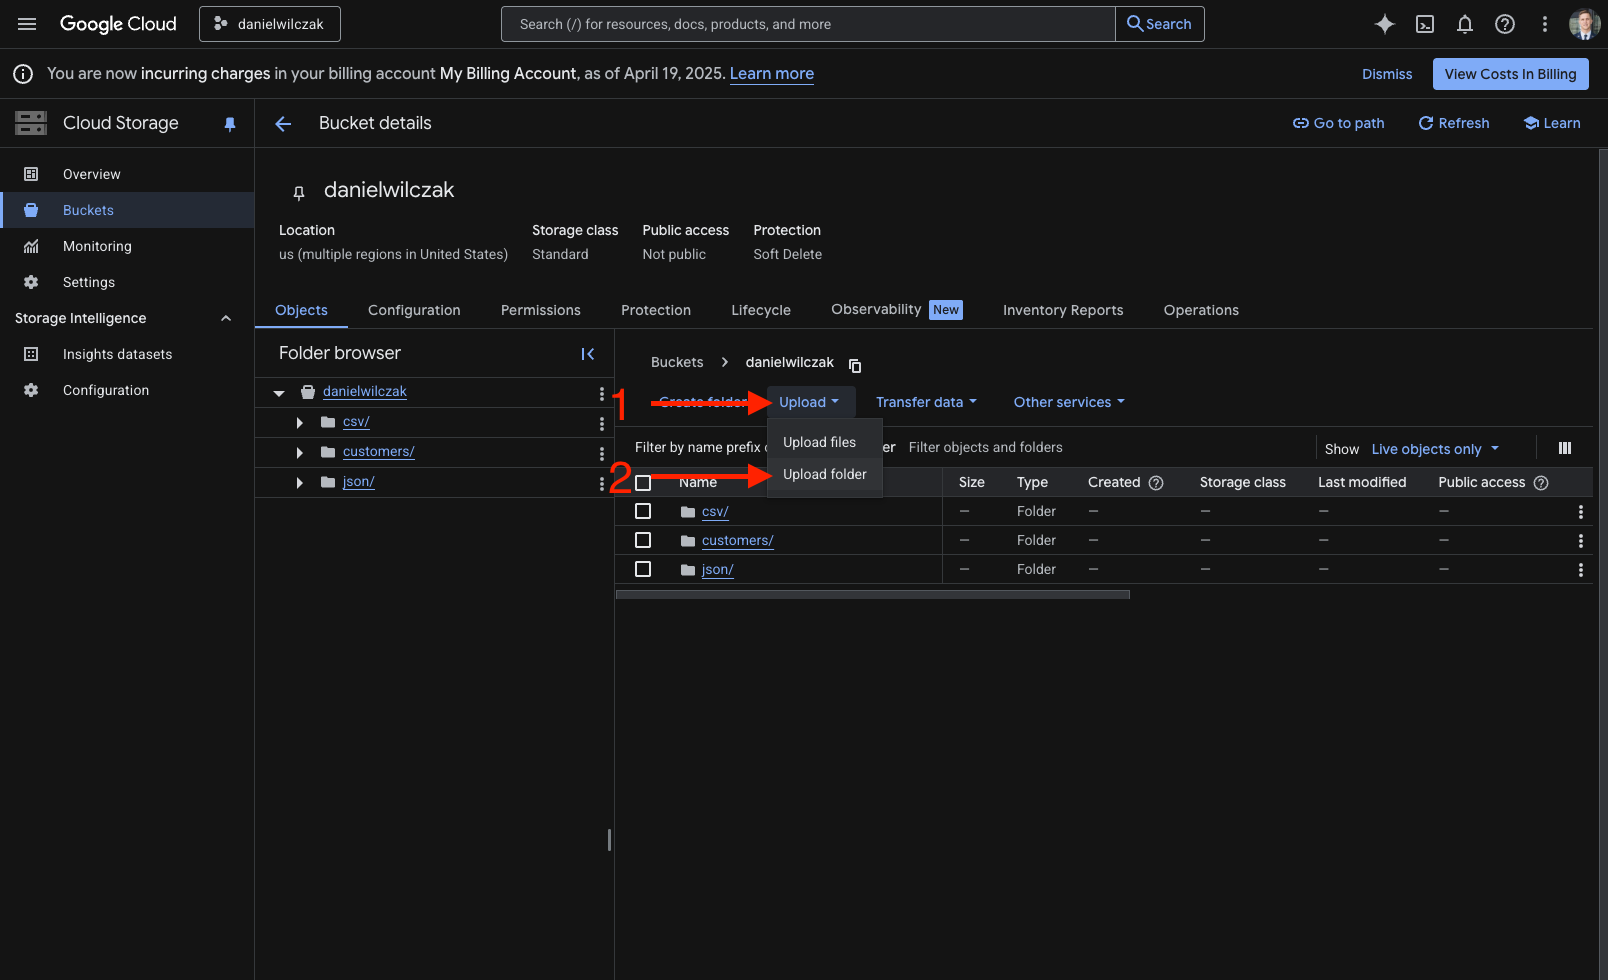 Google Cloud
danielwilczak
Search (/) for resources, docs, products, and more
Search
You are now incurring charges in your billing account My Billing Account, as of April 19, 2025. Learn more
Dismiss
View Costs In Billing
Cloud Storage
Bucket details
Go to path
Refresh
Learn
Overview
Buckets
Monitoring
Settings
Storage Intelligence
Insights datasets
Configuration
danielwilczak
Location
Storage class
Public access
Protection
us (multiple regions in United States)
Standard
Not public
Soft Delete
Objects
Configuration
Permissions
Protection
Lifecycle
Observability New
Inventory Reports
Operations
Folder browser
danielwilczak
csv/
customers/
json/
Buckets > danielwilczak
1
Create folder
Upload
Transfer data
Other services
Upload files
Upload folder
Filter by name prefix
er
Filter objects and folders
Show
Live objects only
2
Name
Size
Type
Created
Storage class
Last modified
Public access
csv/ — Folder — — — —
customers/ — Folder — — — —
json/ — Folder — — — —